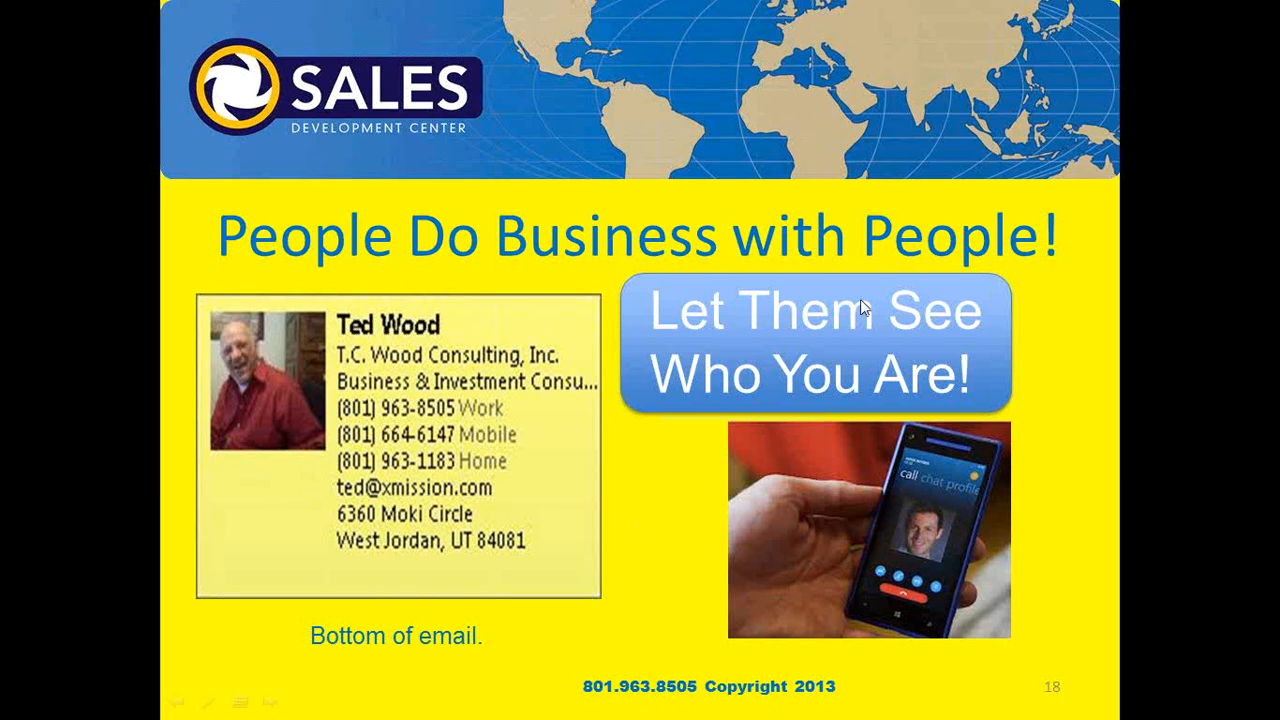 SALES
DEVELOPMENT CENTER
People Do Business with People!
Let Them See
Who You Are!
Ted Wood
T.C. Wood Consulting, Inc.
Business & Investment Consu...
(801) 963-8505 Work
(801) 664-6147 Mobile
(801) 963-1183 Home
ted@xmission.com
6360 Moki Circle
West Jordan, UT 84081
call chat profile
Bottom of email.
801.963.8505 Copyright 2013
18